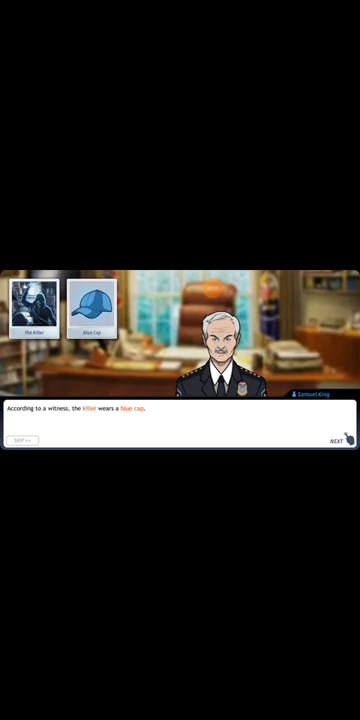 The Killer
Blue Cap
Samuel King
According to a witness, the killer wears a blue cap.
SKIP >>
NEXT